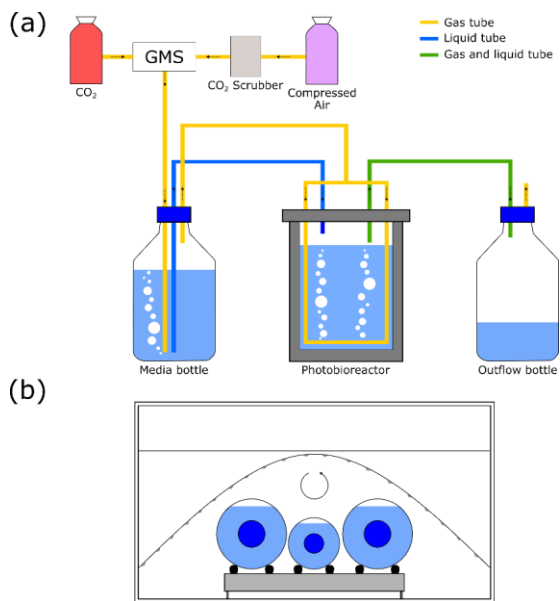 (a)
CO₂
GMS
CO₂ Scrubber
Compressed
Air
Gas tube
Liquid tube
Gas and liquid tube
Media bottle
Photobioreactor
Outflow bottle
(b)